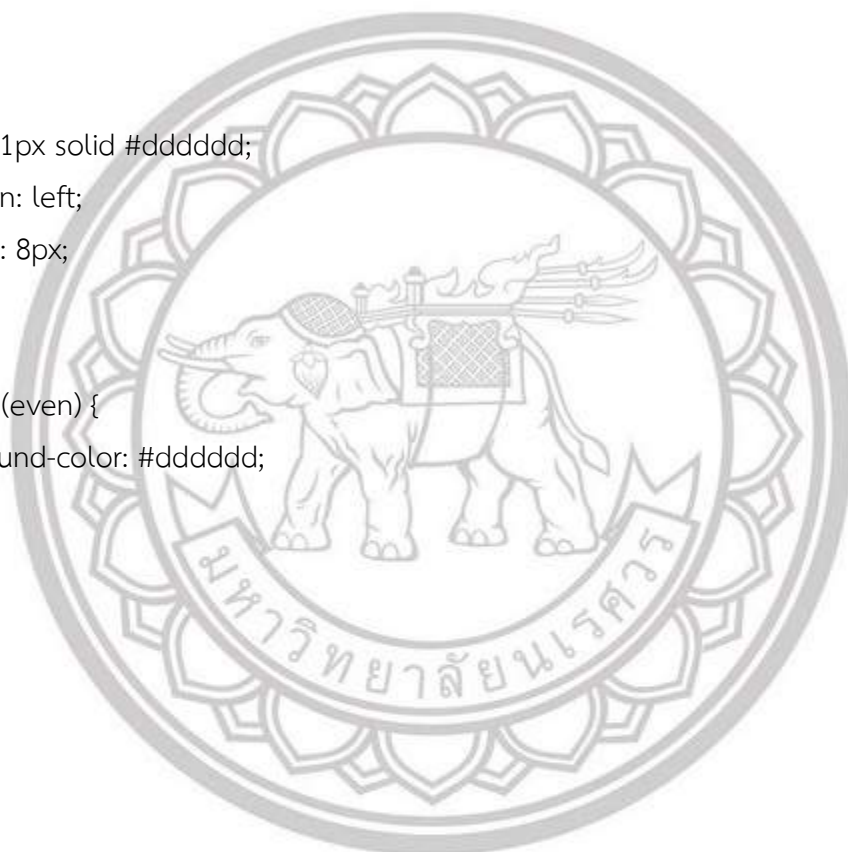 1px solid #dddddd;
n: left;
: 8px;
(even) {
und-color: #dddddd;
มหาวิทยาลัยนเรศวร